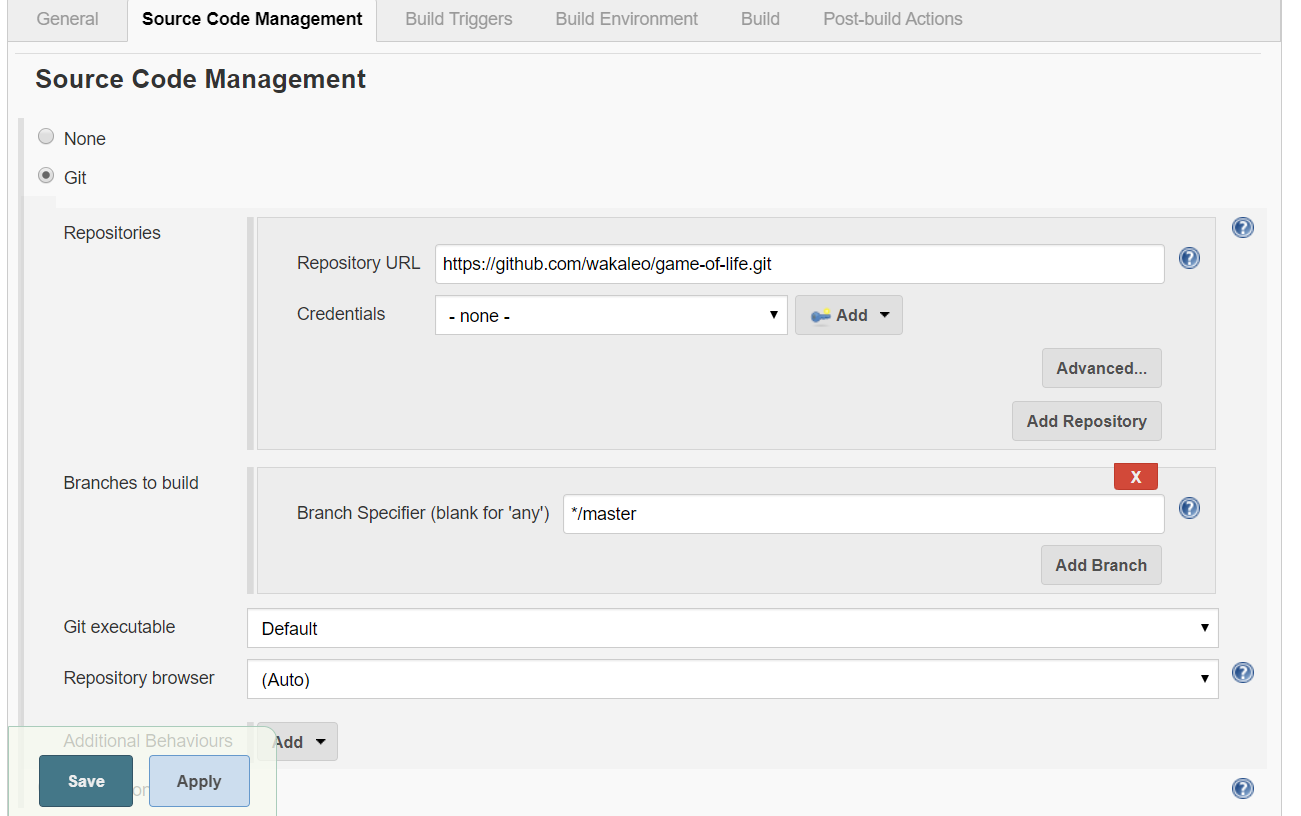 General Source Code Management Build Triggers Build Environment Build Post-build Actions
Source Code Management
None
Git
Repositories
Repository URL https://github.com/wakaleo/game-of-life.git
Credentials - none - Add
Advanced...
Add Repository
Branches to build X
Branch Specifier (blank for 'any') */master
Add Branch
Git executable Default
Repository browser (Auto)
Additional Behaviours Add
Save Apply